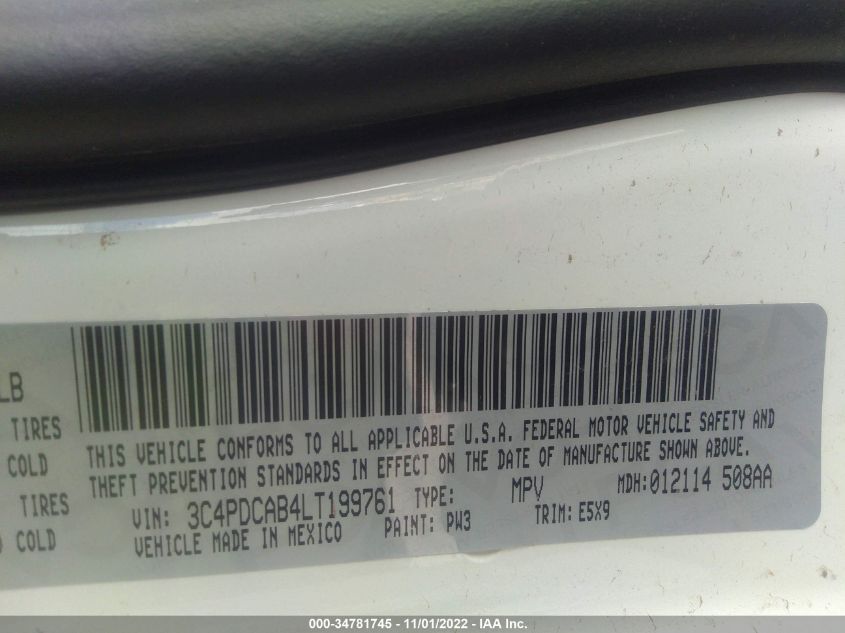 LB
TIRES
COLD
TIRES
COLD
THIS VEHICLE CONFORMS TO ALL APPLICABLE U.S.A. FEDERAL MOTOR VEHICLE SAFETY AND
THEFT PREVENTION STANDARDS IN EFFECT ON THE DATE OF MANUFACTURE SHOWN ABOVE.
VIN: 3C4PDCAB4LT199761 TYPE: MPV MDH:012114 508AA
VEHICLE MADE IN MEXICO PAINT: PW3 TRIM: E5X9
000-34781745 - 11/01/2022 - IAA Inc.